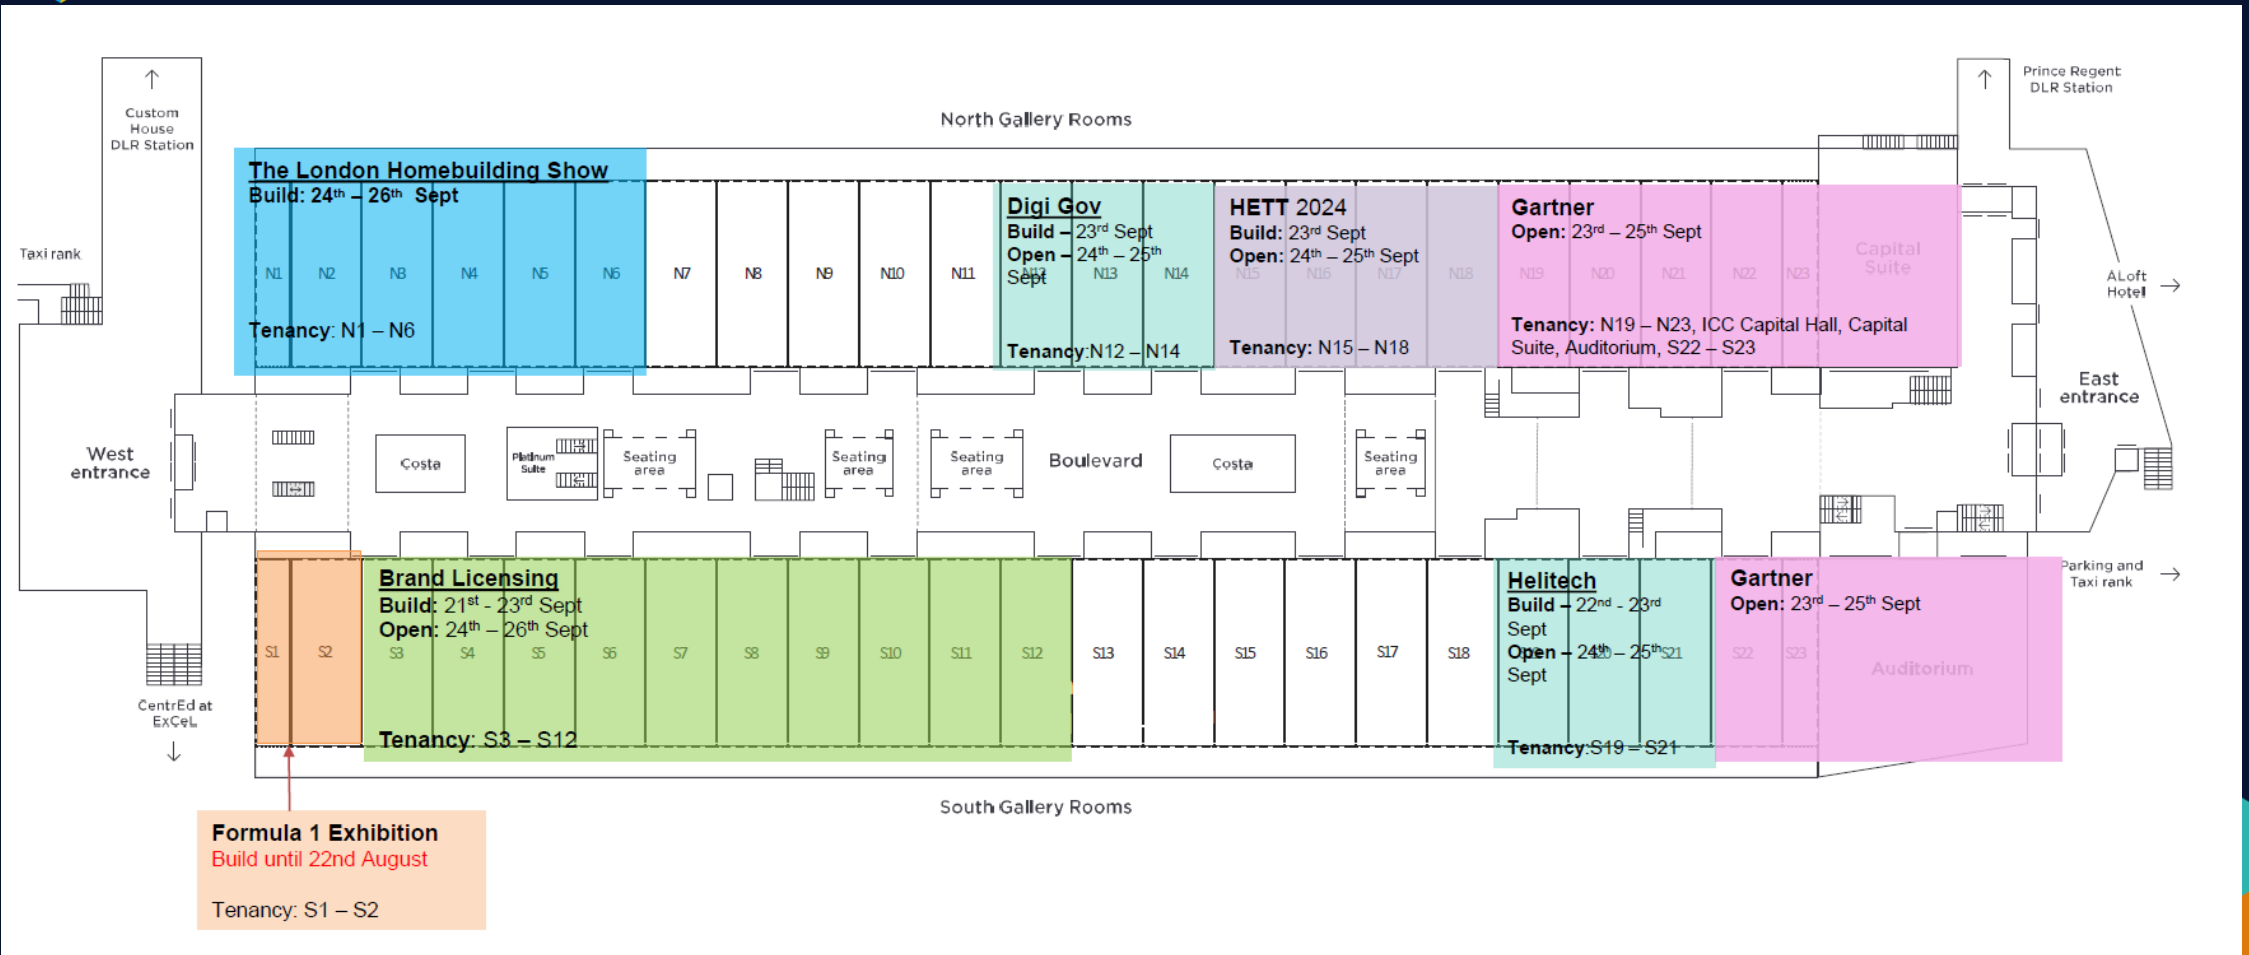 Custom
House
DLR Station
Prince Regent
DLR Station
North Gallery Rooms
The London Homebuilding Show
Build: 24th – 26th Sept
Tenancy: N1 – N6
Digi Gov
Build – 23rd Sept
Open – 24th – 25th
Sept
Tenancy:N12 – N14
HETT 2024
Build: 23rd Sept
Open: 24th – 25th Sept
Tenancy: N15 – N18
Gartner
Open: 23rd – 25th Sept
Tenancy: N19 – N23, ICC Capital Hall, Capital
Suite, Auditorium, S22 – S23
Capital
Suite
N1 N2 N3 N4 N5 N6 N7 N8 N9 N10 N11 N12 N13 N14 N15 N16 N17 N18 N19 N20 N21 N22 N23
Taxi rank
ALoft
Hotel
East
entrance
West
entrance
Costa
Platinum
Suite
Seating
area
Seating
area
Seating
area
Boulevard
Costa
Seating
area
Brand Licensing
Build: 21st - 23rd Sept
Open: 24th – 26th Sept
Tenancy: S3 – S12
Helitech
Build – 22nd - 23rd
Sept
Open – 24th – 25th
Sept
Tenancy:S19 – S21
Gartner
Open: 23rd – 25th Sept
Auditorium
S1 S2 S3 S4 S5 S6 S7 S8 S9 S10 S11 S12 S13 S14 S15 S16 S17 S18 S21 S22 S23
Parking and
Taxi rank
CentrEd at
ExCeL
South Gallery Rooms
Formula 1 Exhibition
Build until 22nd August
Tenancy: S1 – S2